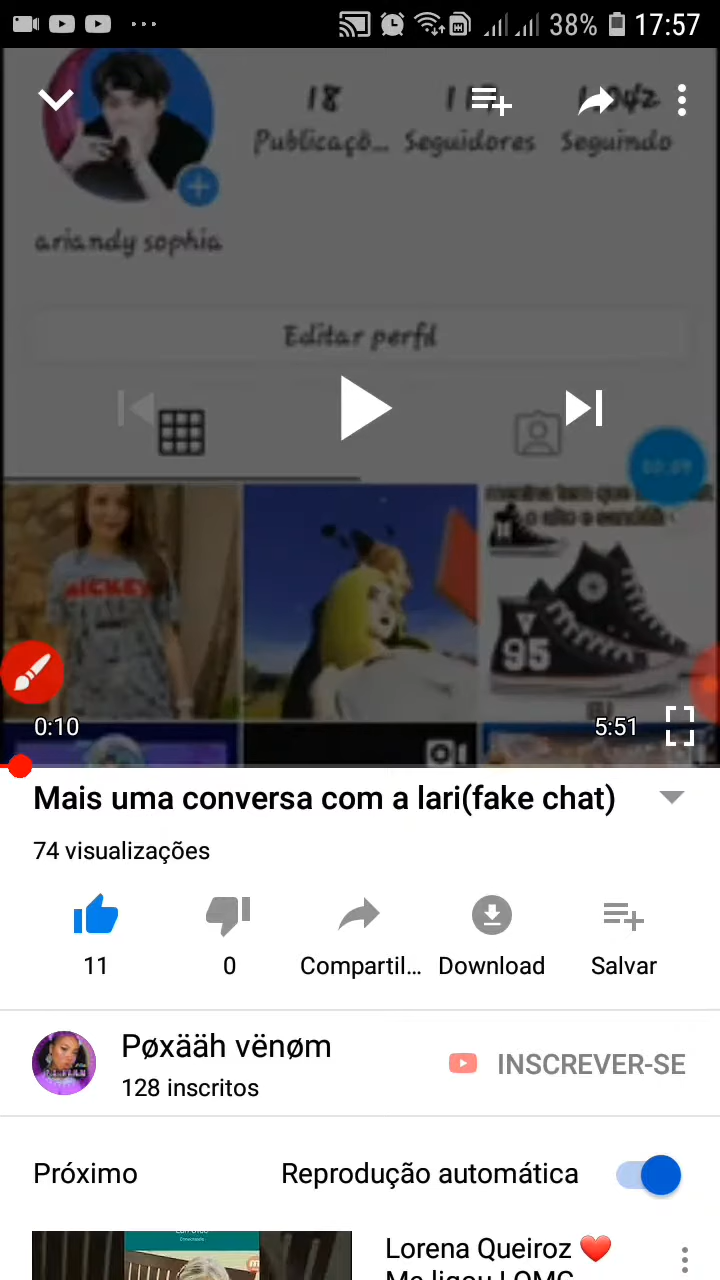 38% 17:57
18
Publicaçõ... Seguidores Seguindo
ariandy sophia
Editar perfil
MICKEY
95
0:10 5:51
Mais uma conversa com a lari(fake chat)
74 visualizações
11 0 Compartil... Download Salvar
Pøxääh vënøm
INSCREVER-SE
128 inscritos
Próximo Reprodução automática
Lorena Queiroz ❤️